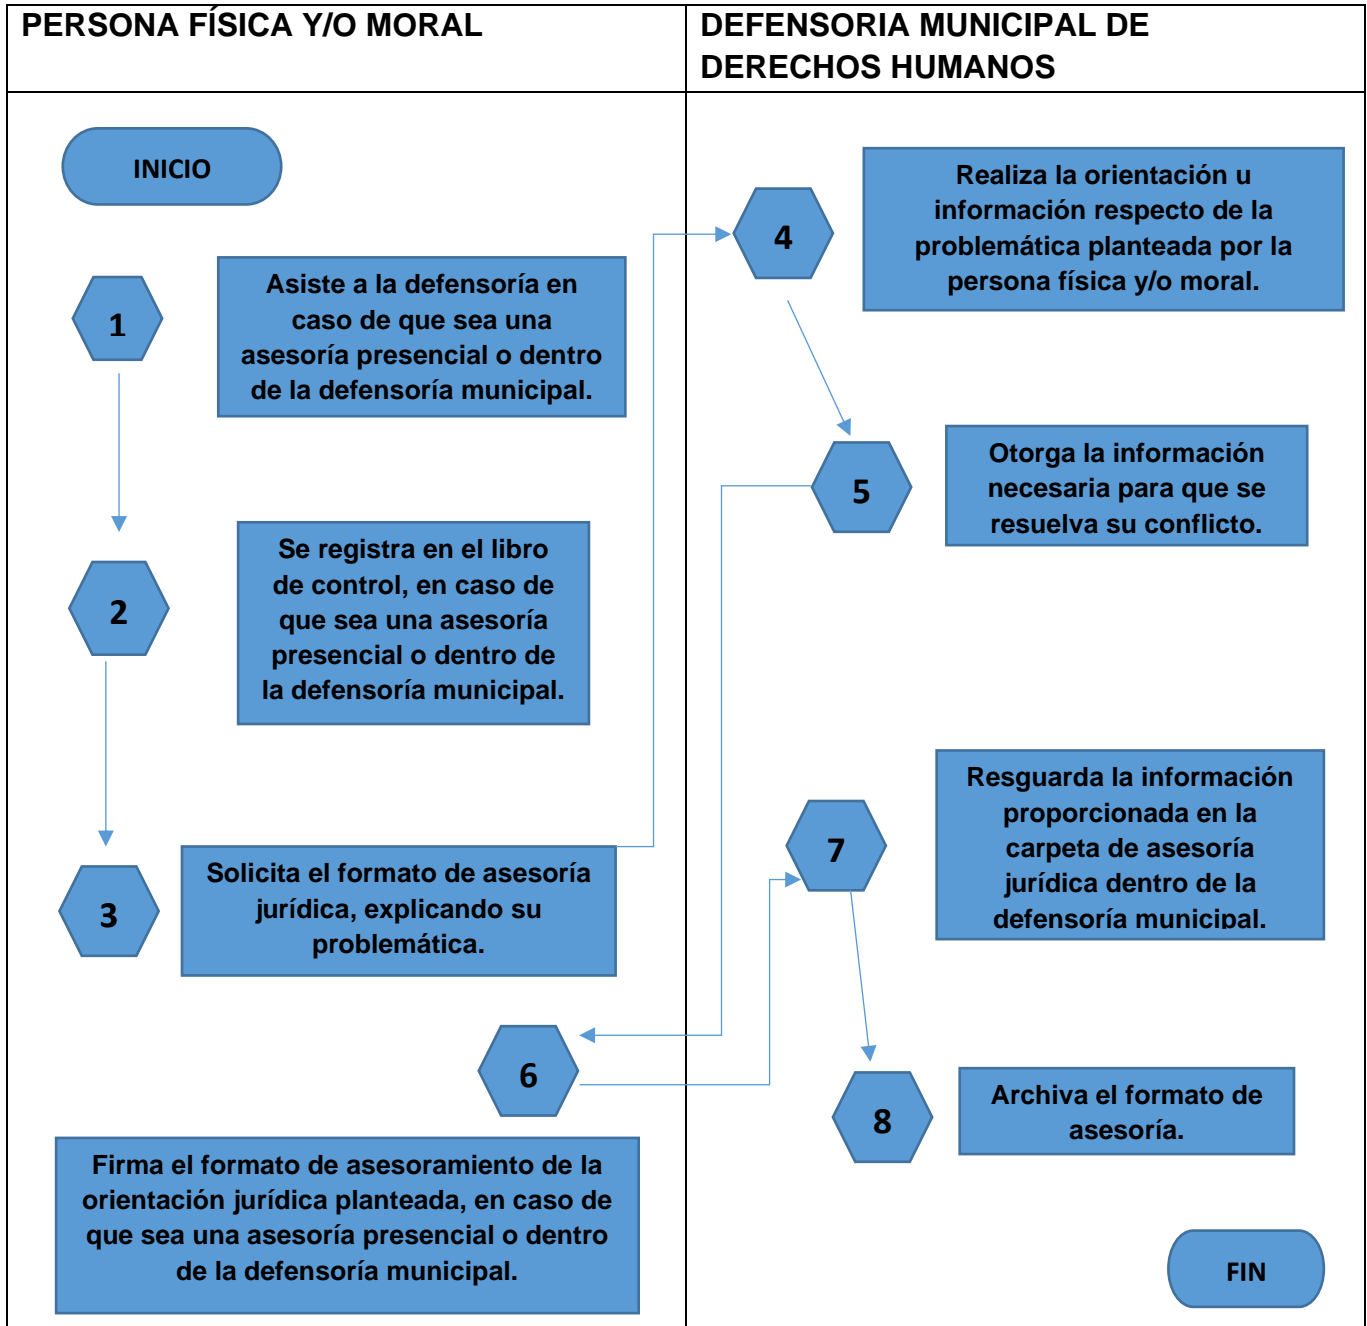 PERSONA FÍSICA Y/O MORAL
DEFENSORIA MUNICIPAL DE
DERECHOS HUMANOS
INICIO
1
Asiste a la defensoría en
caso de que sea una
asesoría presencial o dentro
de la defensoría municipal.
2
Se registra en el libro
de control, en caso de
que sea una asesoría
presencial o dentro de
la defensoría municipal.
3
Solicita el formato de asesoría
jurídica, explicando su
problemática.
4
Realiza la orientación u
información respecto de la
problemática planteada por la
persona física y/o moral.
5
Otorga la información
necesaria para que se
resuelva su conflicto.
6
Firma el formato de asesoramiento de la
orientación jurídica planteada, en caso de
que sea una asesoría presencial o dentro
de la defensoría municipal.
7
Resguarda la información
proporcionada en la
carpeta de asesoría
jurídica dentro de la
defensoría municipal.
8
Archiva el formato de
asesoría.
FIN